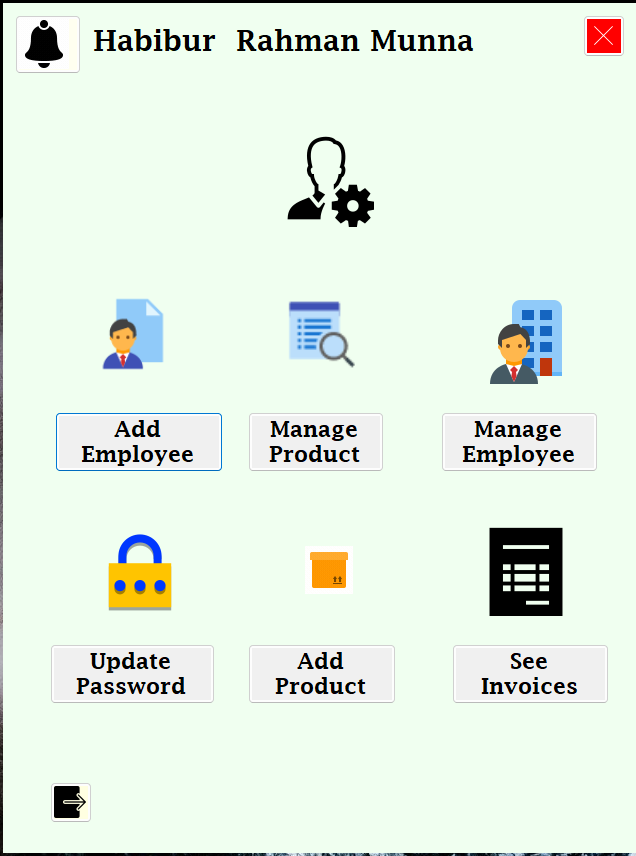 Habibur  Rahman Munna
Add
Employee
Manage
Product
Manage
Employee
Update
Password
Add
Product
See
Invoices